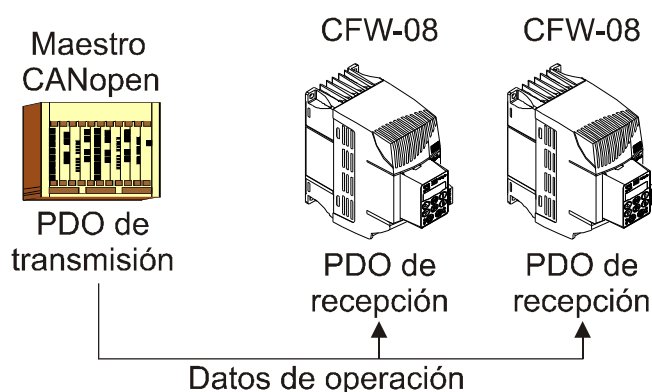 Maestro
CANopen
CFW-08
CFW-08
PDO de
transmisión
PDO de
recepción
PDO de
recepción
Datos de operación